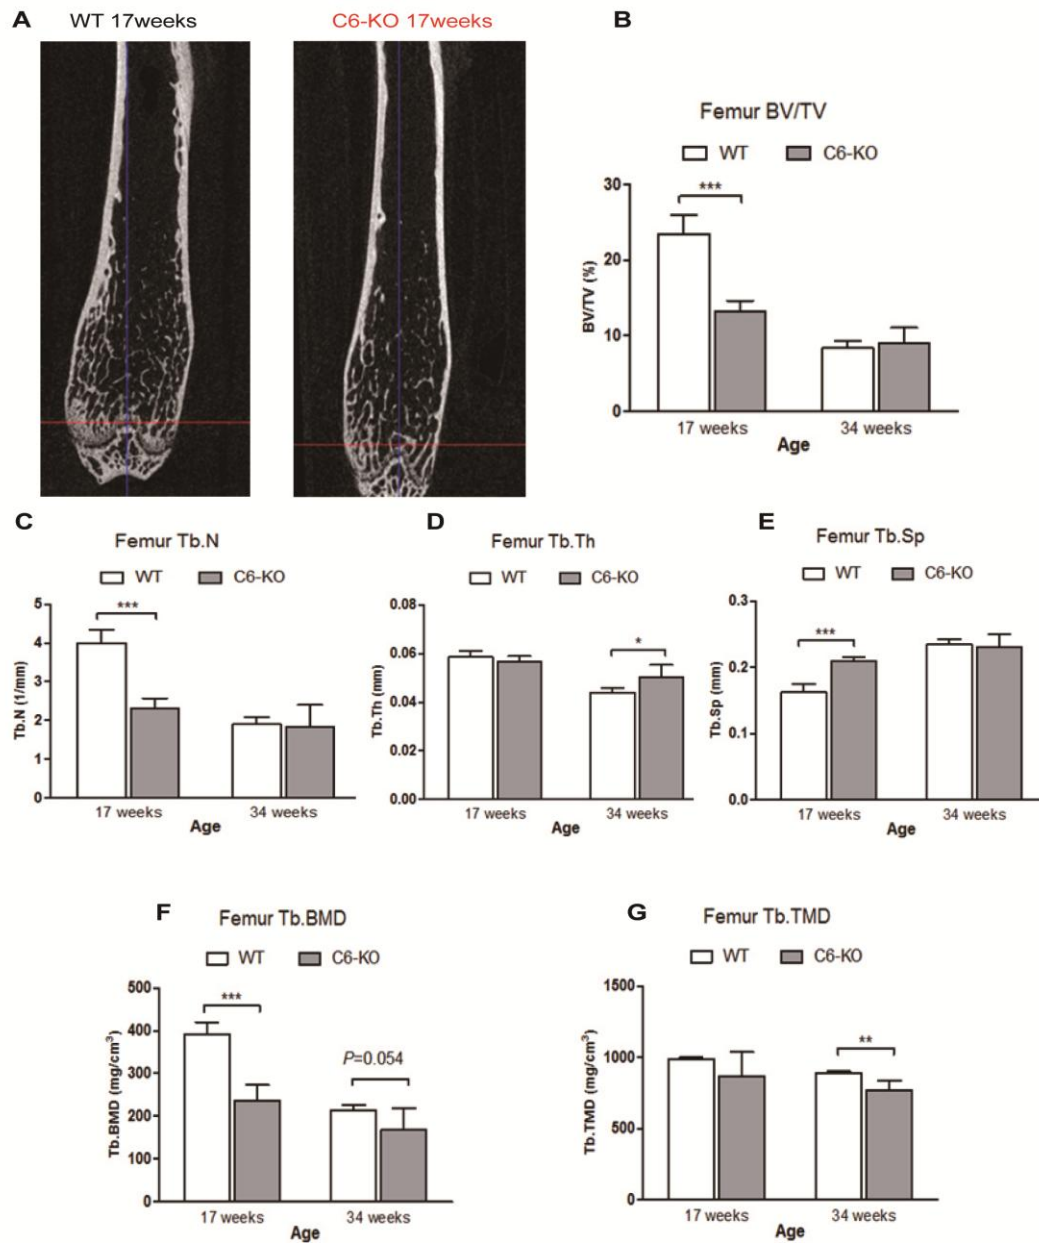 A WT 17weeks C6-KO 17weeks B
Femur BV/TV
WT C6-KO
***
30
20
10
0
BV/TV (%)
17 weeks 34 weeks
Age
C
Femur Tb.N
WT C6-KO
***
5
4
3
2
1
0
Tb.N (1/mm)
17 weeks 34 weeks
Age
D
Femur Tb.Th
WT C6-KO
*
0.08
0.06
0.04
0.02
0.00
Tb.Th (mm)
17 weeks 34 weeks
Age
E
Femur Tb.Sp
WT C6-KO
***
0.3
0.2
0.1
0.0
Tb.Sp (mm)
17 weeks 34 weeks
Age
F
Femur Tb.BMD
WT C6-KO
***
P=0.054
500
400
300
200
100
0
Tb.BMD (mg/cm³)
17 weeks 34 weeks
Age
G
Femur Tb.TMD
WT C6-KO
**
1500
1000
500
0
Tb.TMD (mg/cm³)
17 weeks 34 weeks
Age